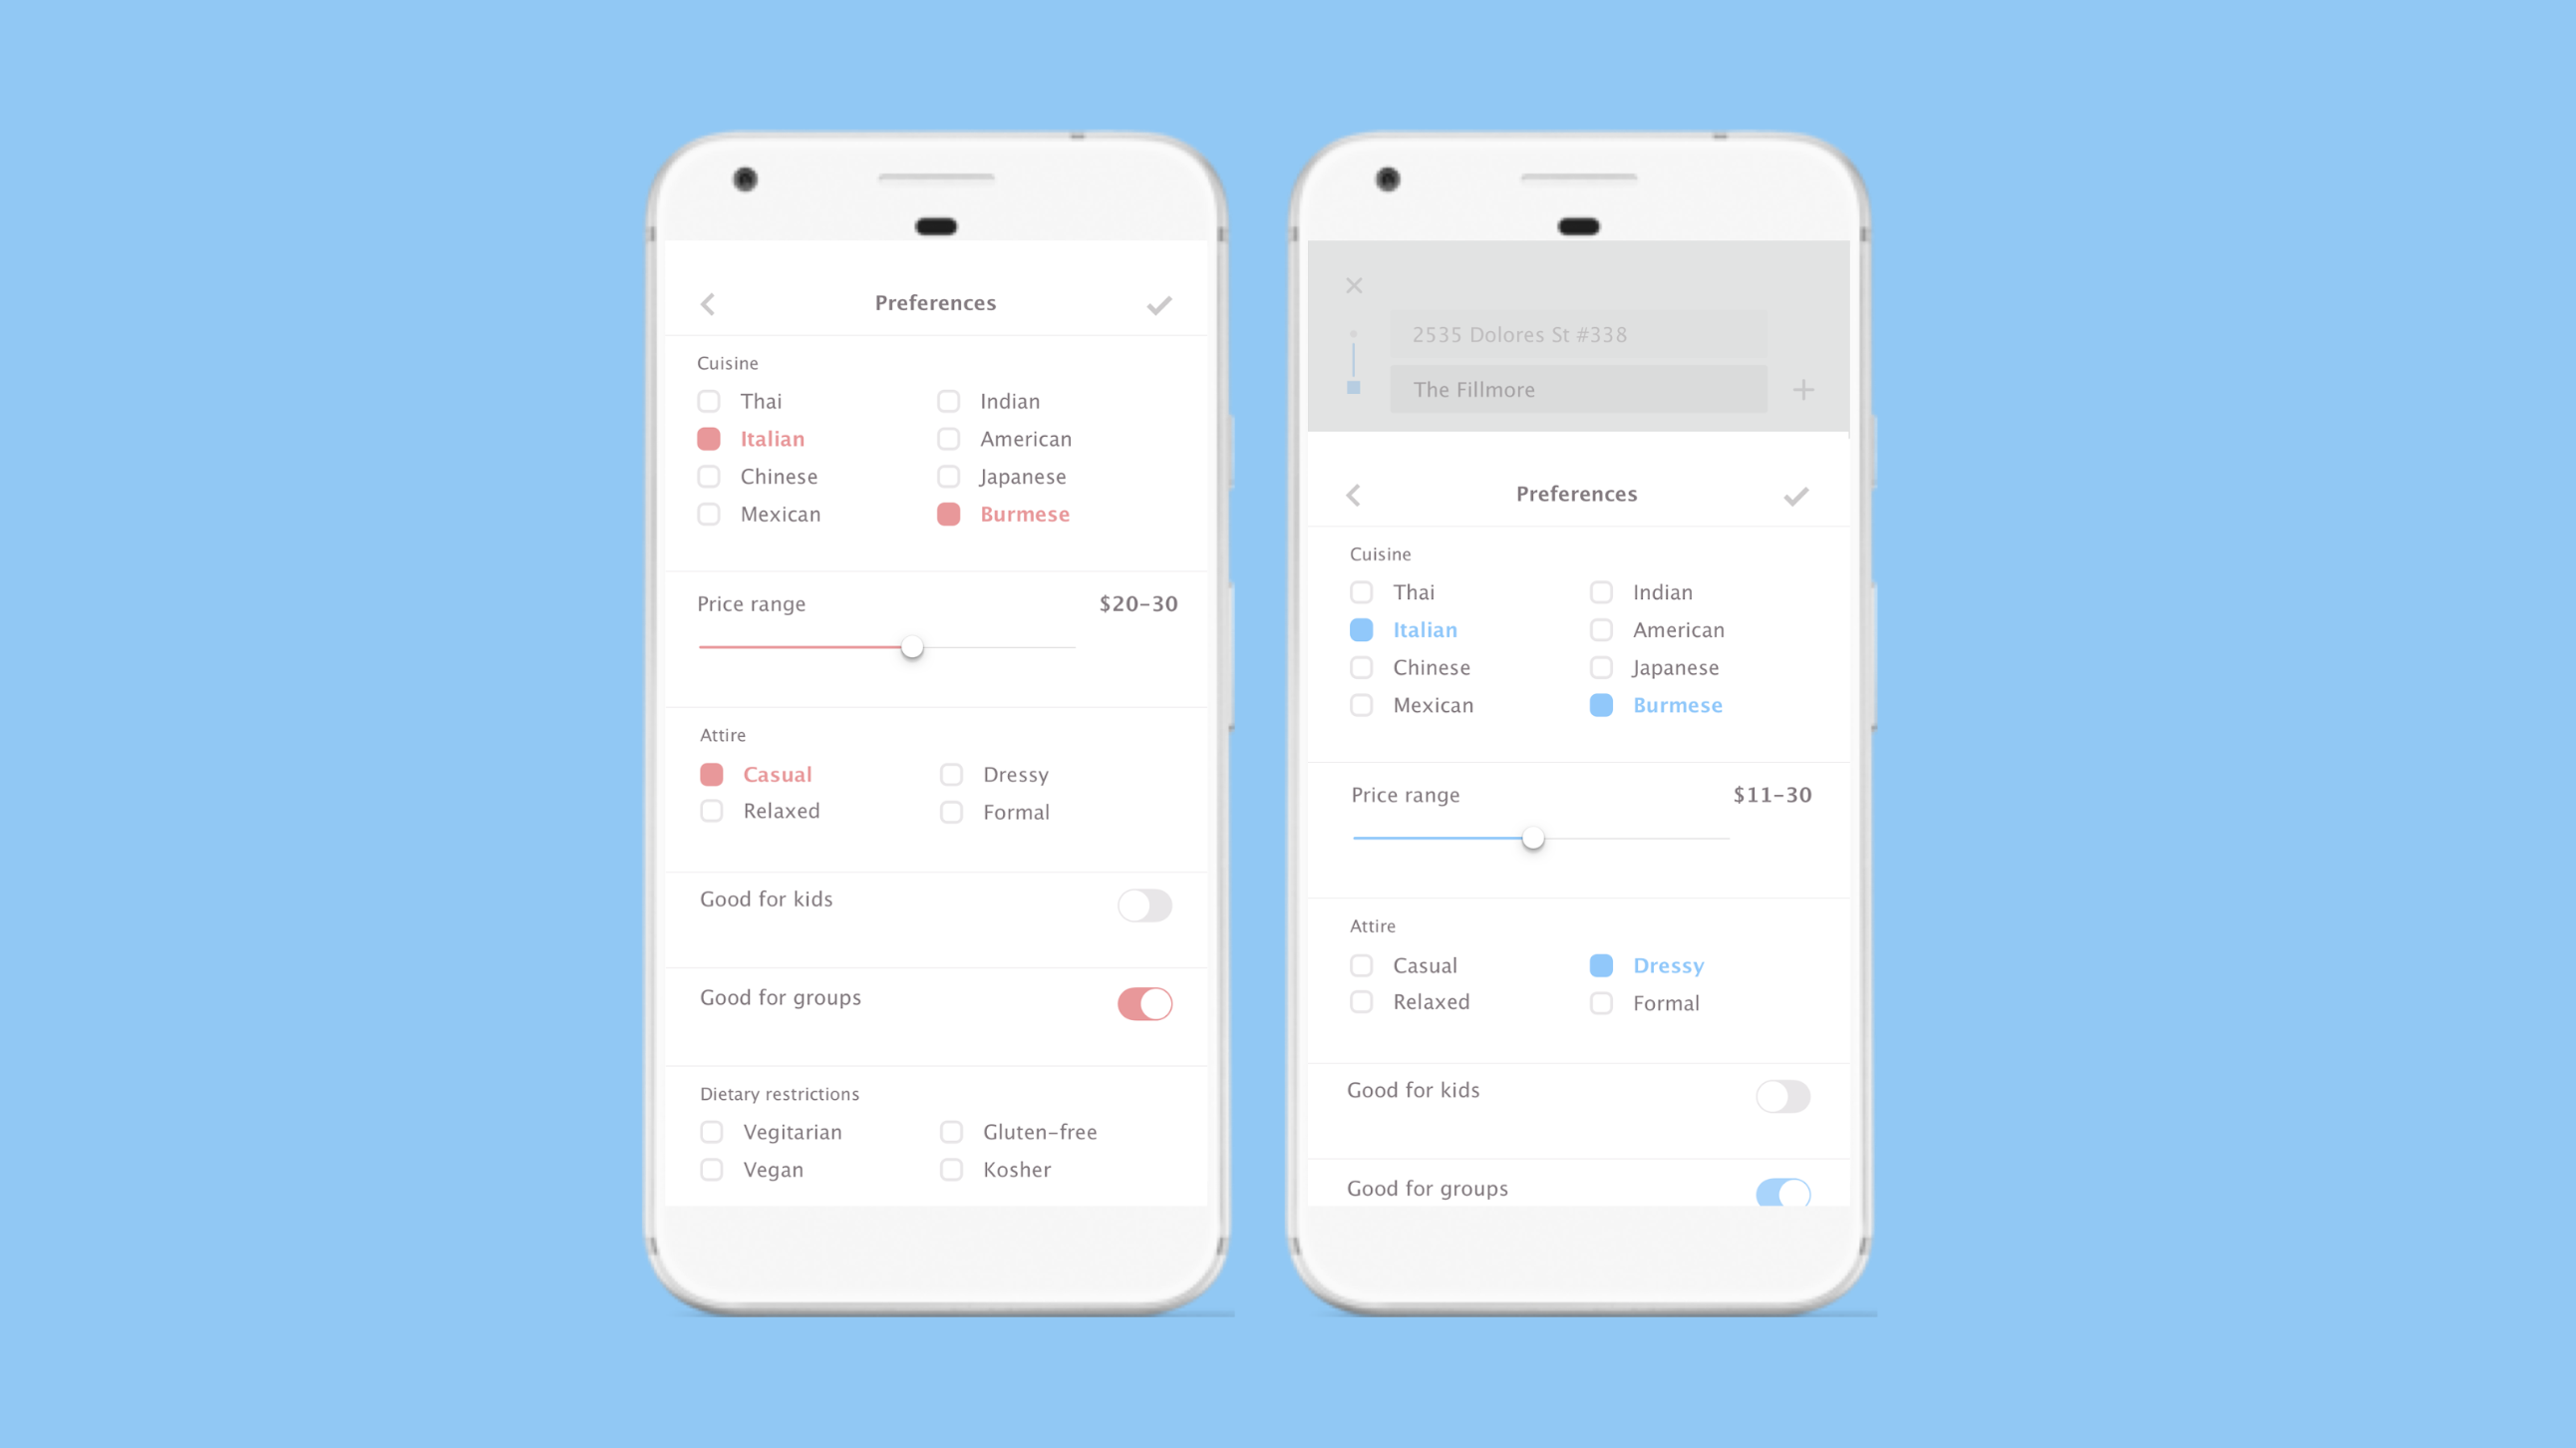 Preferences
Cuisine
Thai Indian
Italian American
Chinese Japanese
Mexican Burmese
Price range $20-30
Attire
Casual Dressy
Relaxed Formal
Good for kids
Good for groups
Dietary restrictions
Vegitarian Gluten-free
Vegan Kosher
2535 Dolores St #338
The Fillmore
Preferences
Cuisine
Thai Indian
Italian American
Chinese Japanese
Mexican Burmese
Price range $11-30
Attire
Casual Dressy
Relaxed Formal
Good for kids
Good for groups